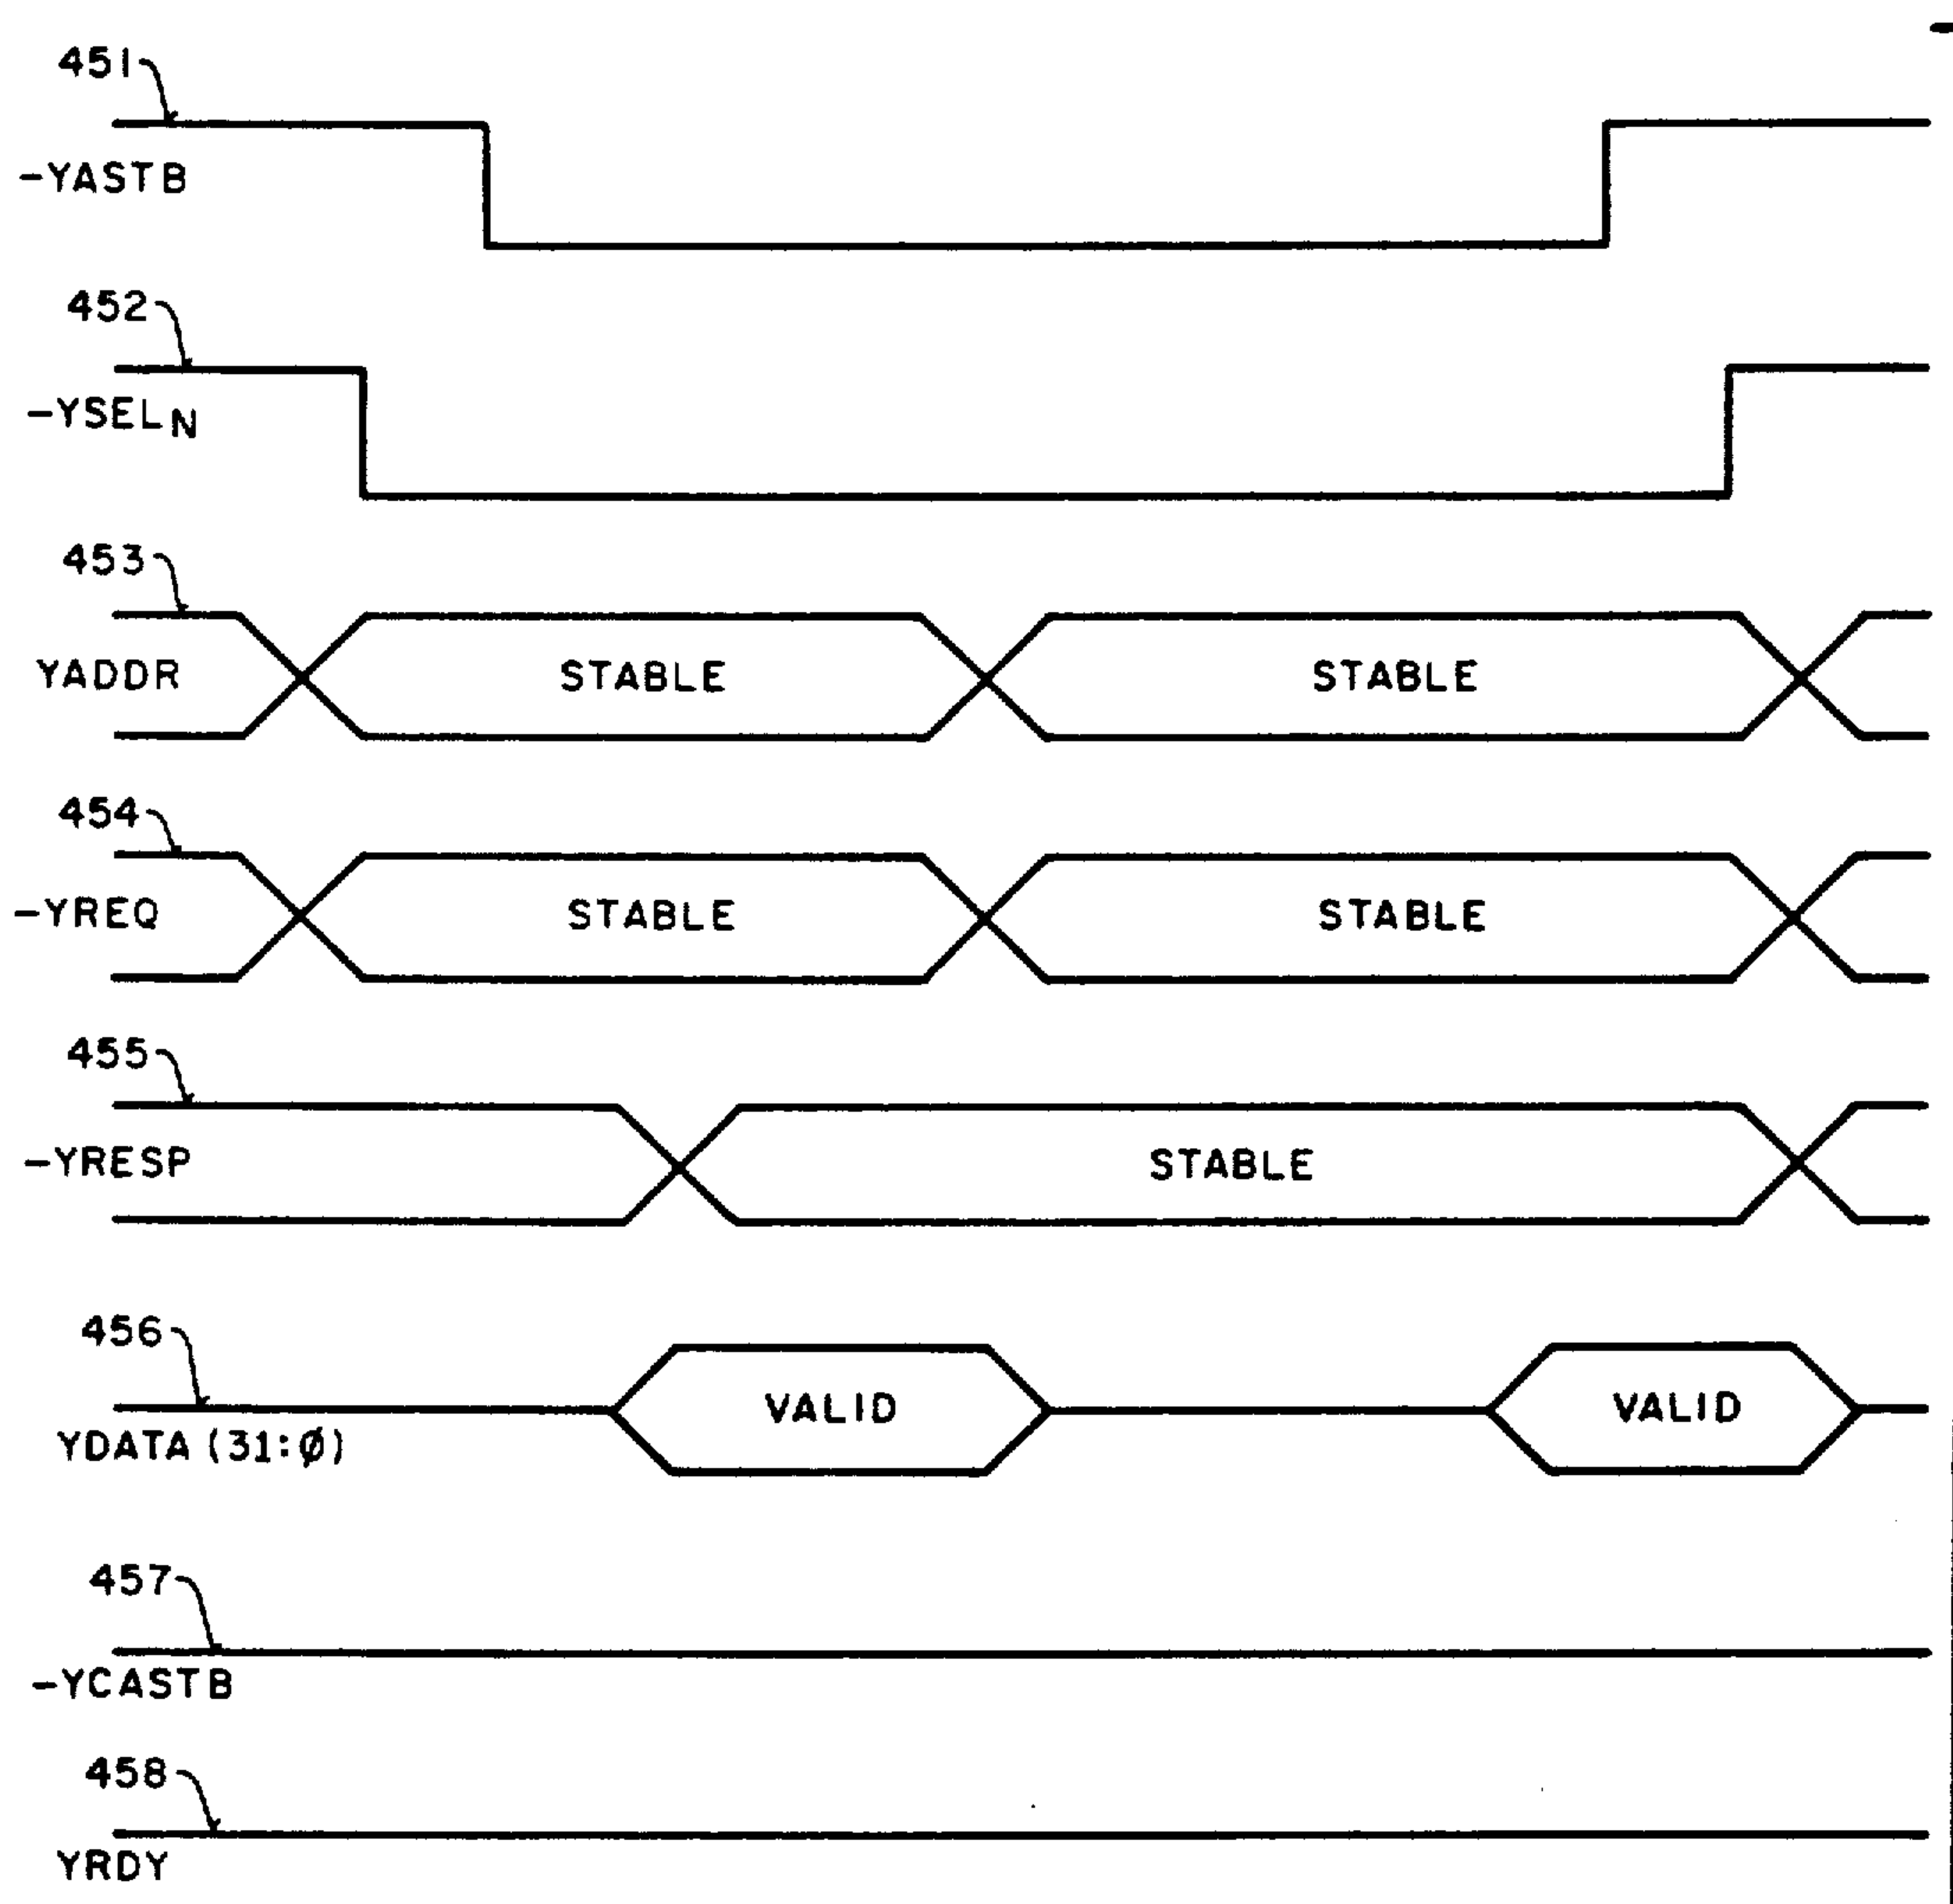 451
-YASTB
452
-YSELN
453
YADDR STABLE STABLE
454
-YREQ STABLE STABLE
455
-YRESP STABLE
456
VALID VALID
YDATA (31:Ø)
457
-YCASTB
458
YRDY